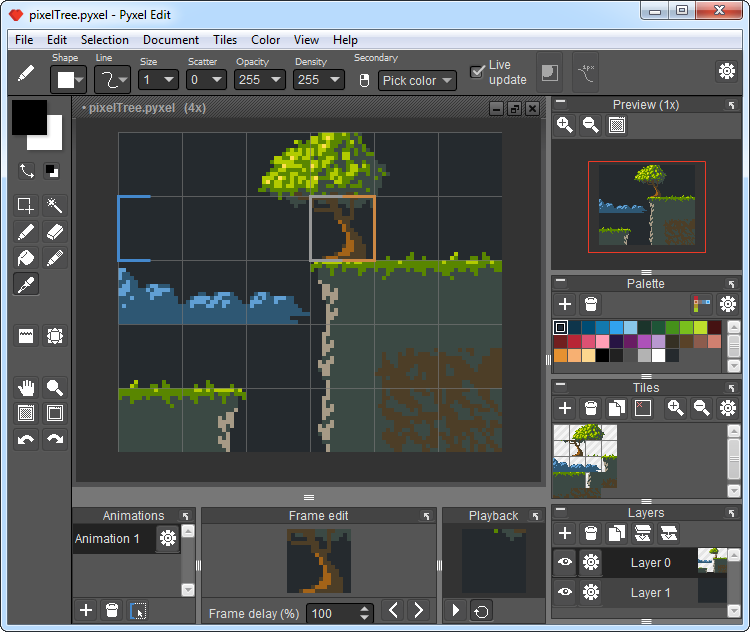 pixelTree.pyxel - Pyxel Edit
File Edit Selection Document Tiles Color View Help
Shape Line Size Scatter Opacity Density Secondary
1 0 255 255 Pick color Live update 1px
• pixelTree.pyxel (4x)
Preview (1x)
Palette
Tiles
Layers
Layer 0
Layer 1
Animations
Animation 1
Frame edit
Frame delay (%) 100
Playback